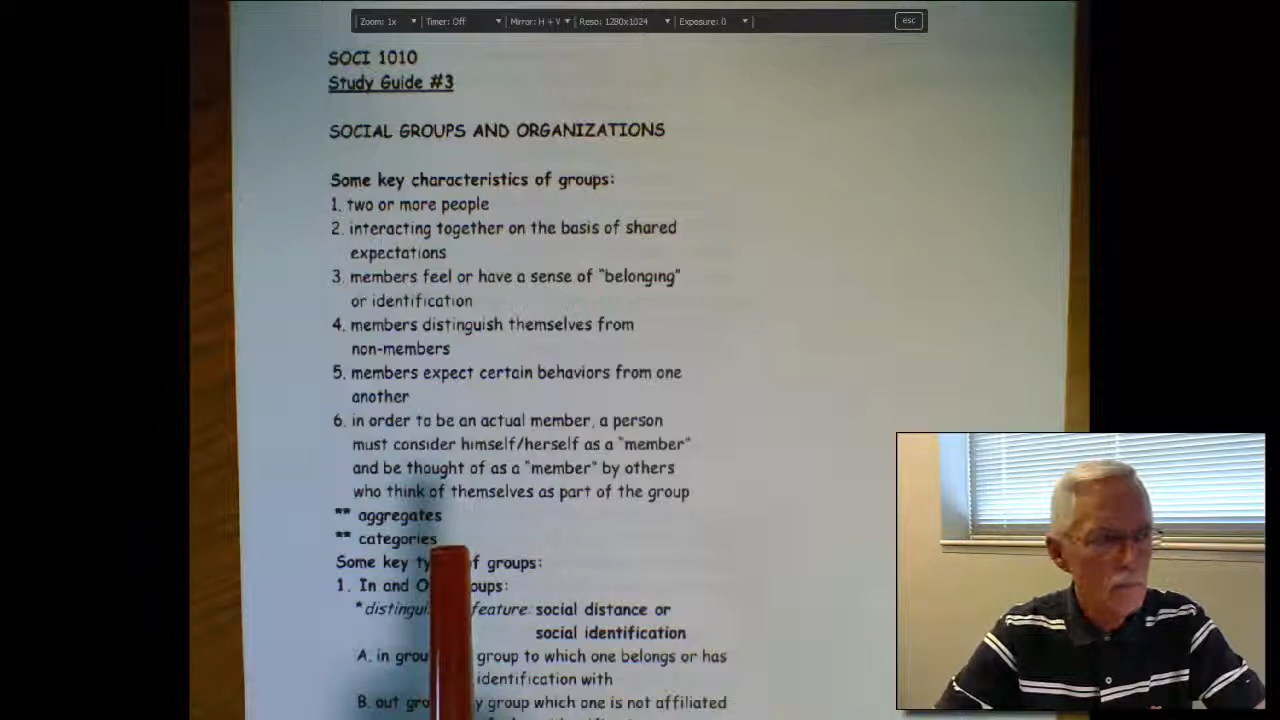 Zoom: 1x Timer: Off Mirror: H + V Reso: 1280x1024 Exposure: 0 esc
SOCI 1010
Study Guide #3
SOCIAL GROUPS AND ORGANIZATIONS
Some key characteristics of groups:
1. two or more people
2. interacting together on the basis of shared
expectations
3. members feel or have a sense of "belonging"
or identification
4. members distinguish themselves from
non-members
5. members expect certain behaviors from one
another
6. in order to be an actual member, a person
must consider himself/herself as a "member"
and be thought of as a "member" by others
who think of themselves as part of the group
** aggregates
** categories
Some key of groups:
1. In and
* feature: social distance or
social identification
A. in group to which one belongs or has
identification with
B. out group which one is not affiliated